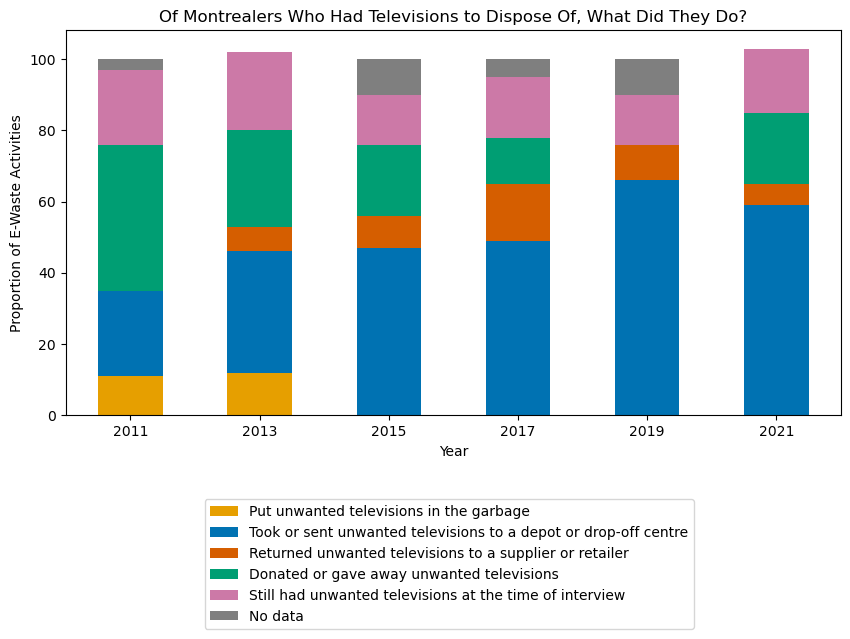 Of Montrealers Who Had Televisions to Dispose Of, What Did They Do?
100
80
60
40
20
0
Proportion of E-Waste Activities
2011 2013 2015 2017 2019 2021
Year
Put unwanted televisions in the garbage
Took or sent unwanted televisions to a depot or drop-off centre
Returned unwanted televisions to a supplier or retailer
Donated or gave away unwanted televisions
Still had unwanted televisions at the time of interview
No data